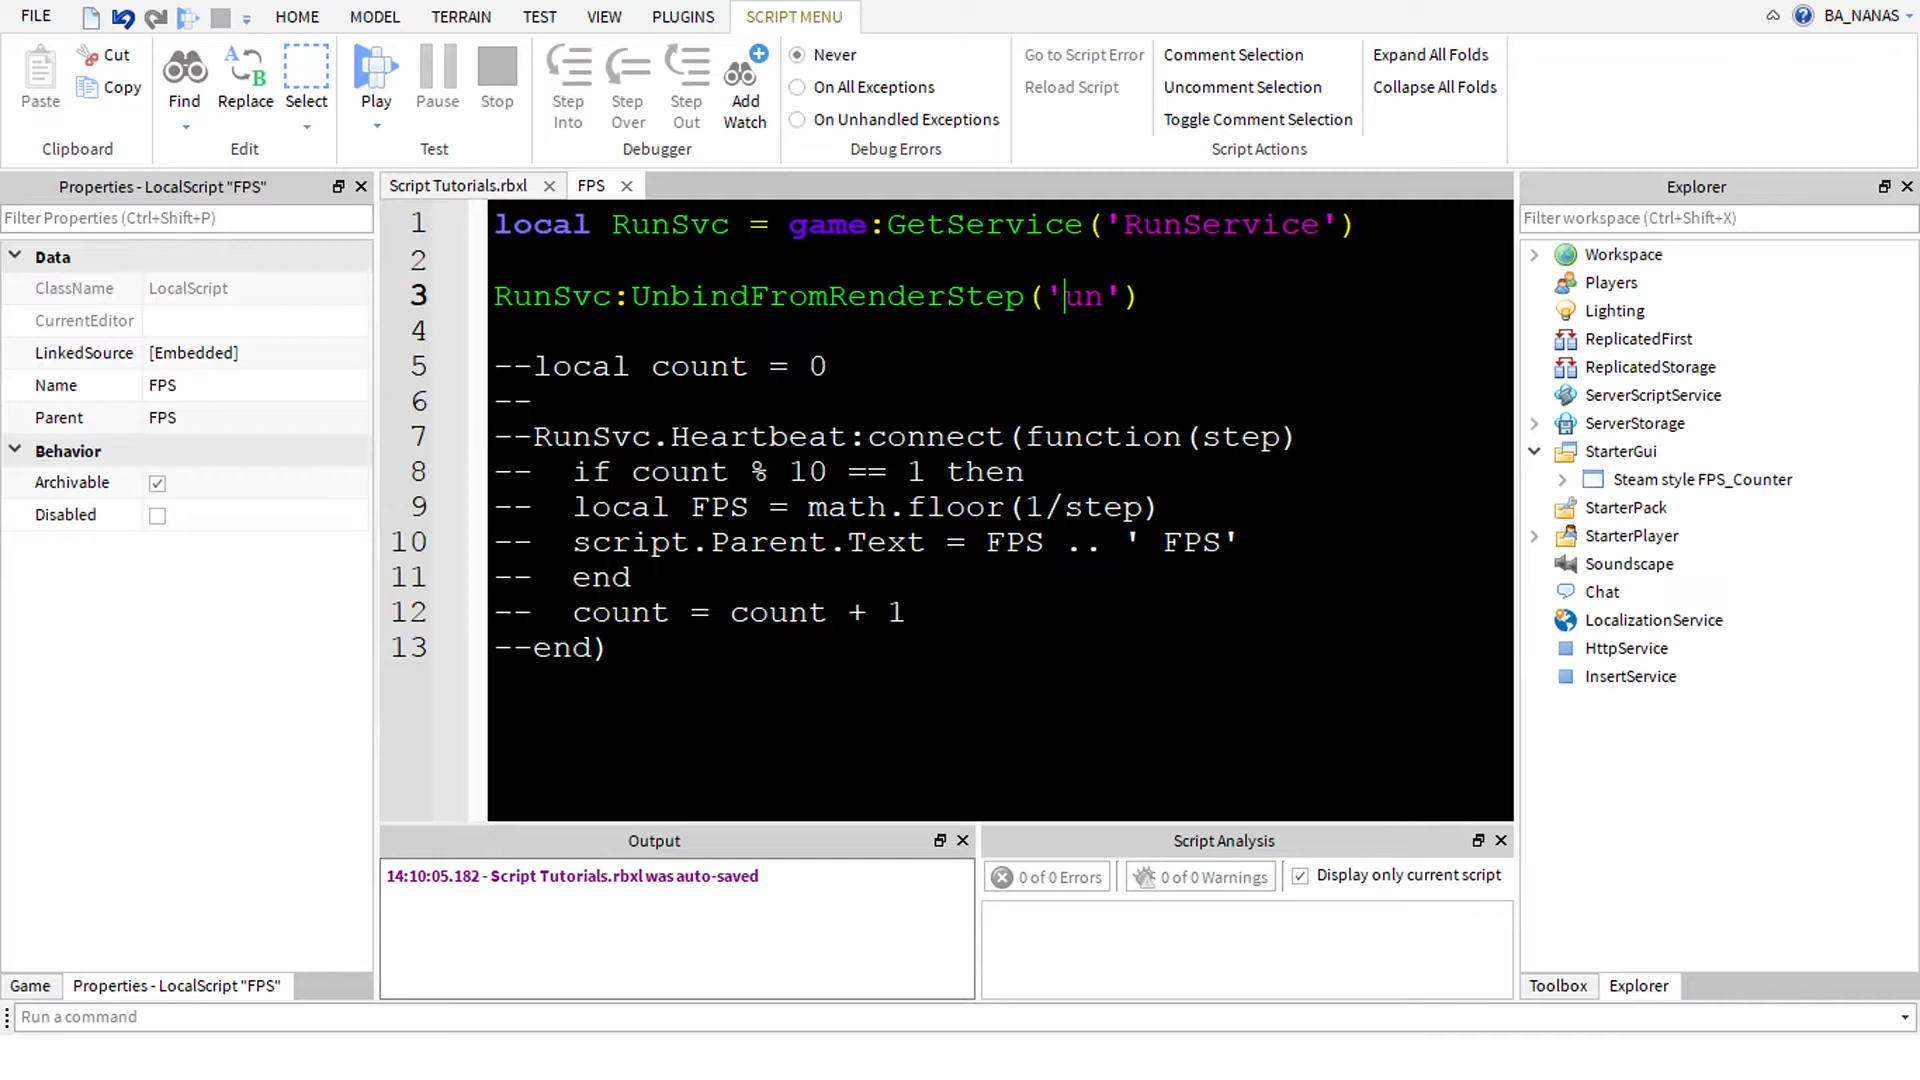 FILE
HOME
MODEL
TERRAIN
TEST
VIEW
PLUGINS
SCRIPT MENU
BA_NANAS
Paste
Cut
Copy
Clipboard
Find
Replace
Select
Edit
Play
Pause
Stop
Test
Step Into
Step Over
Step Out
Add Watch
Debugger
Never
On All Exceptions
On Unhandled Exceptions
Debug Errors
Go to Script Error
Reload Script
Comment Selection
Uncomment Selection
Toggle Comment Selection
Script Actions
Expand All Folds
Collapse All Folds
Properties - LocalScript "FPS"
Filter Properties (Ctrl+Shift+P)
Data
ClassName LocalScript
CurrentEditor
LinkedSource [Embedded]
Name FPS
Parent FPS
Behavior
Archivable
Disabled
Game
Properties - LocalScript "FPS"
Script Tutorials.rbxl
FPS
1 local RunSvc = game:GetService('RunService')
2
3 RunSvc:UnbindFromRenderStep('un')
4
5 --local count = 0
6 --
7 --RunSvc.Heartbeat:connect(function(step)
8 -- if count % 10 == 1 then
9 -- local FPS = math.floor(1/step)
10 -- script.Parent.Text = FPS .. ' FPS'
11 -- end
12 -- count = count + 1
13 --end)
Output
14:10:05.182 - Script Tutorials.rbxl was auto-saved
Script Analysis
0 of 0 Errors
0 of 0 Warnings
Display only current script
Explorer
Filter workspace (Ctrl+Shift+X)
Workspace
Players
Lighting
ReplicatedFirst
ReplicatedStorage
ServerScriptService
ServerStorage
StarterGui
Steam style FPS_Counter
StarterPack
StarterPlayer
Soundscape
Chat
LocalizationService
HttpService
InsertService
Toolbox
Explorer
Run a command